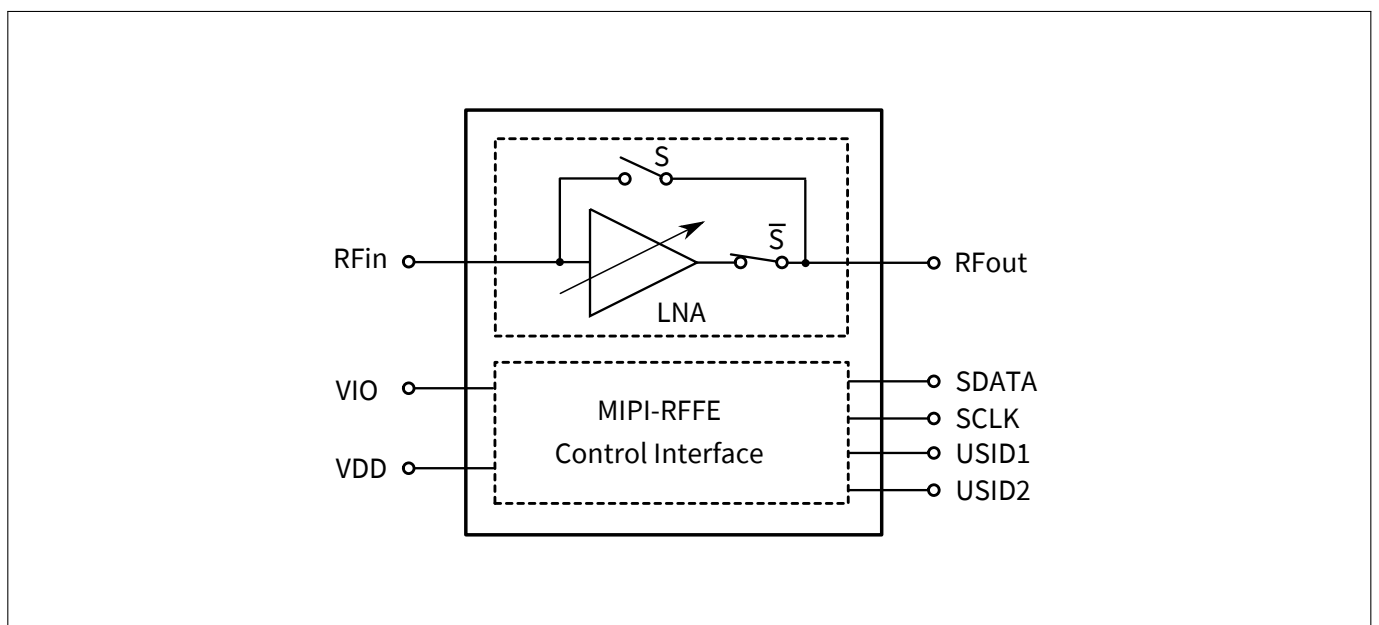 S
S̅
RFin
RFout
LNA
VIO
VDD
MIPI-RFFE
Control Interface
SDATA
SCLK
USID1
USID2